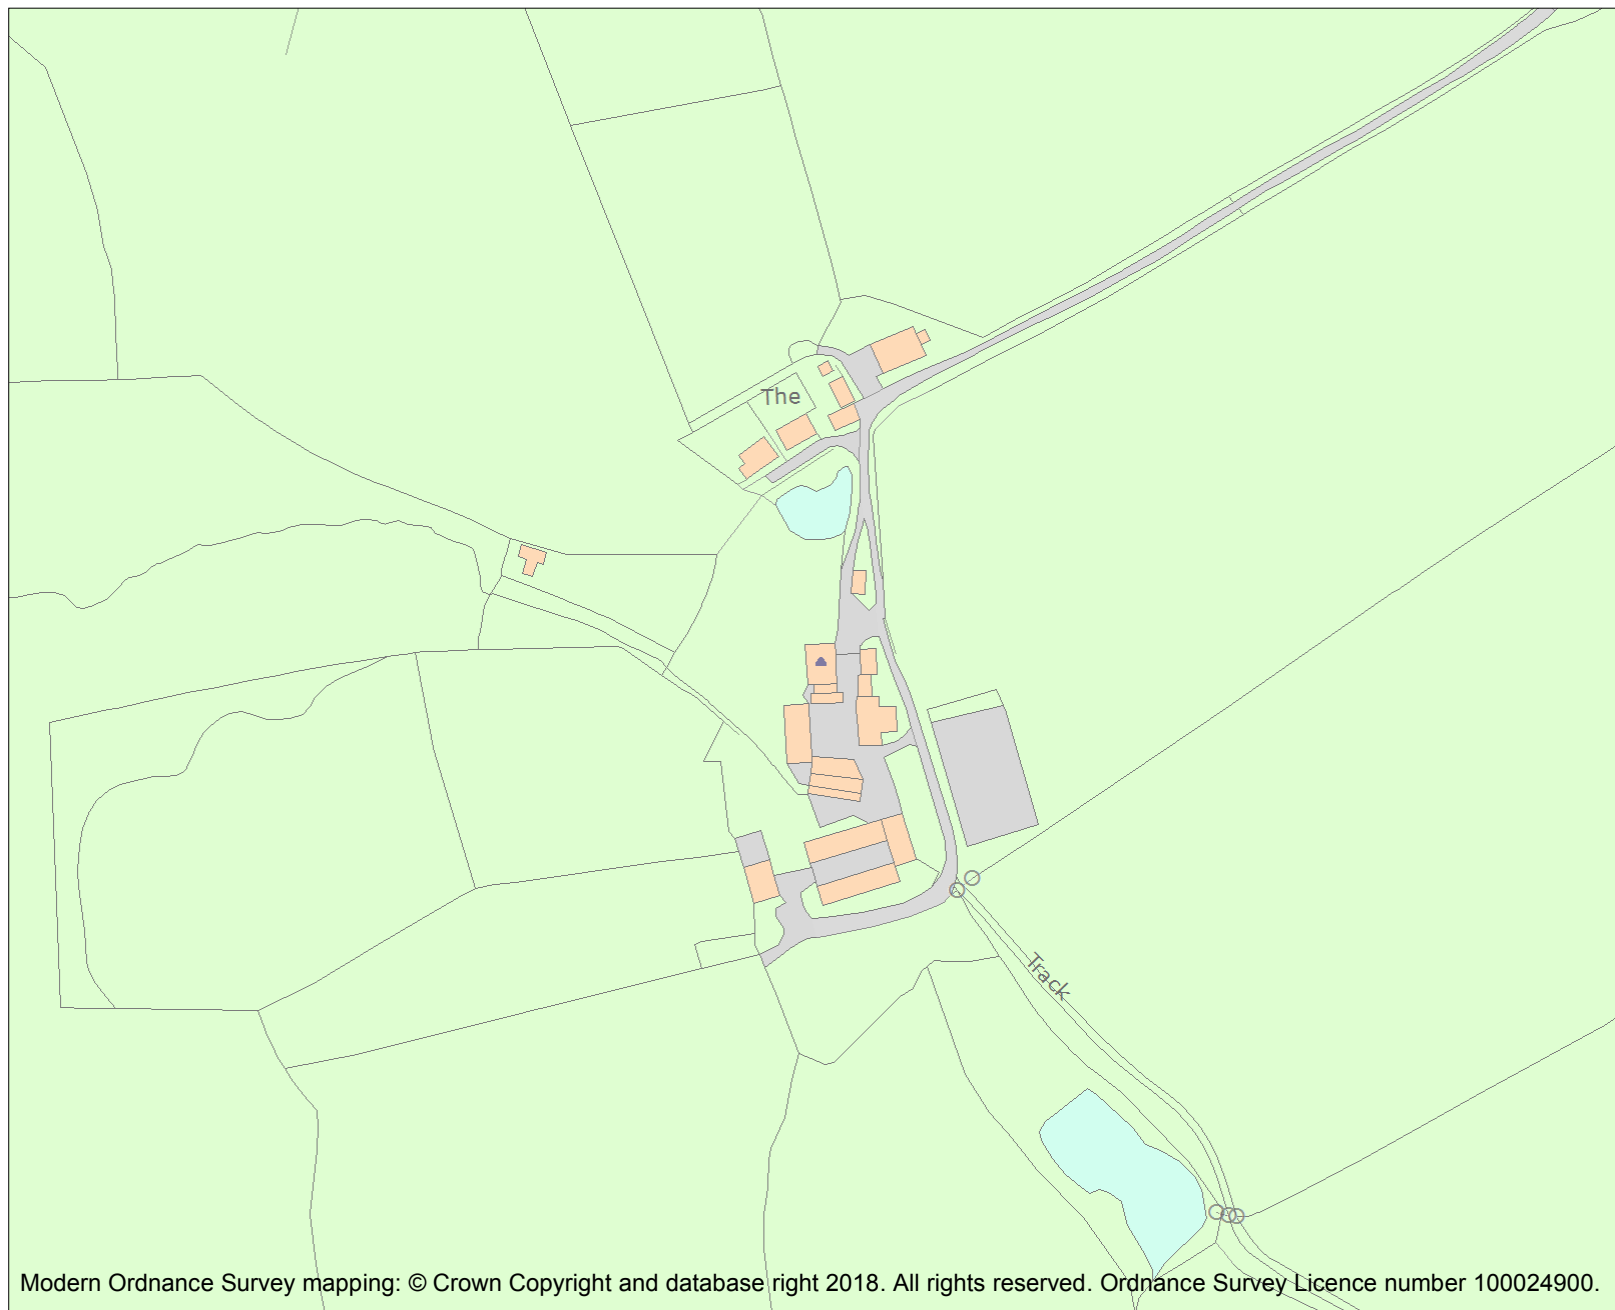 The
Track
Modern Ordnance Survey mapping: © Crown Copyright and database right 2018. All rights reserved. Ordnance Survey Licence number 100024900.